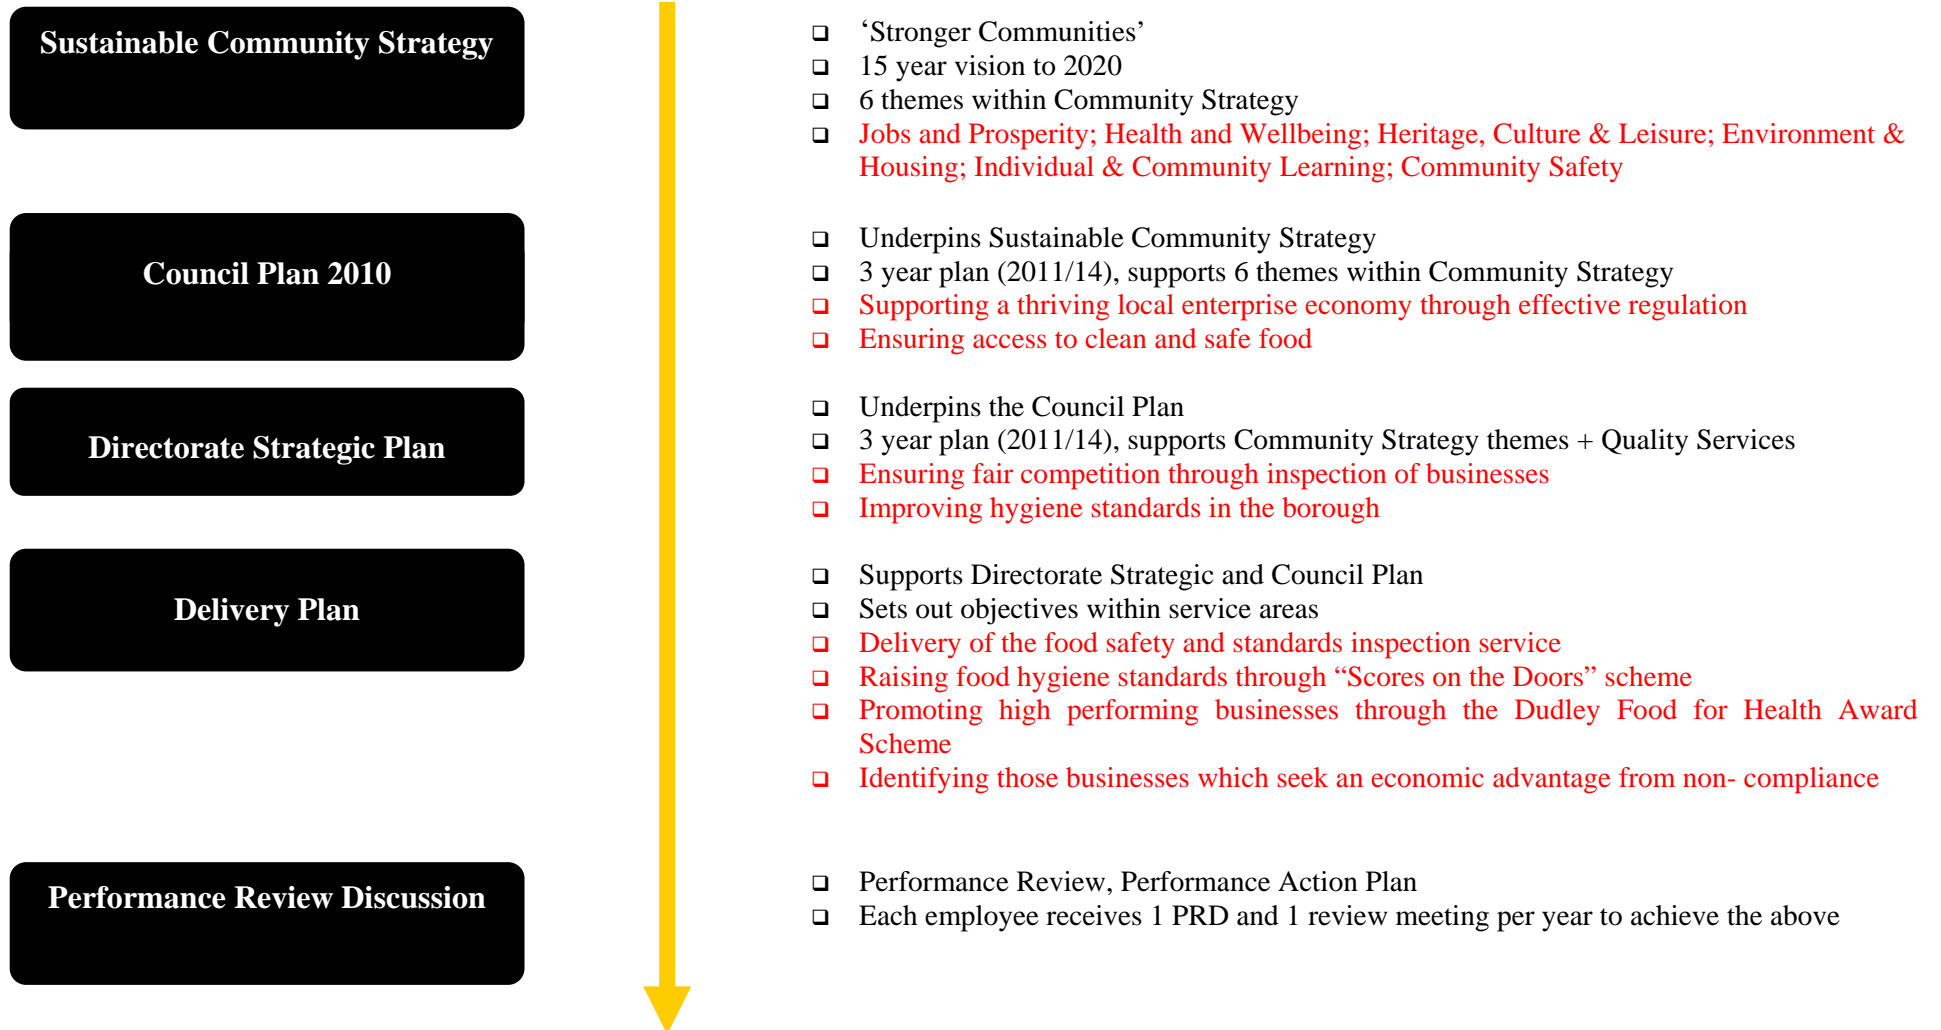 Sustainable Community Strategy
❑ ‘Stronger Communities’
❑ 15 year vision to 2020
❑ 6 themes within Community Strategy
❑ Jobs and Prosperity; Health and Wellbeing; Heritage, Culture & Leisure; Environment &
Housing; Individual & Community Learning; Community Safety
Council Plan 2010
❑ Underpins Sustainable Community Strategy
❑ 3 year plan (2011/14), supports 6 themes within Community Strategy
❑ Supporting a thriving local enterprise economy through effective regulation
❑ Ensuring access to clean and safe food
Directorate Strategic Plan
❑ Underpins the Council Plan
❑ 3 year plan (2011/14), supports Community Strategy themes + Quality Services
❑ Ensuring fair competition through inspection of businesses
❑ Improving hygiene standards in the borough
Delivery Plan
❑ Supports Directorate Strategic and Council Plan
❑ Sets out objectives within service areas
❑ Delivery of the food safety and standards inspection service
❑ Raising food hygiene standards through “Scores on the Doors” scheme
❑ Promoting high performing businesses through the Dudley Food for Health Award
Scheme
❑ Identifying those businesses which seek an economic advantage from non- compliance
Performance Review Discussion
❑ Performance Review, Performance Action Plan
❑ Each employee receives 1 PRD and 1 review meeting per year to achieve the above